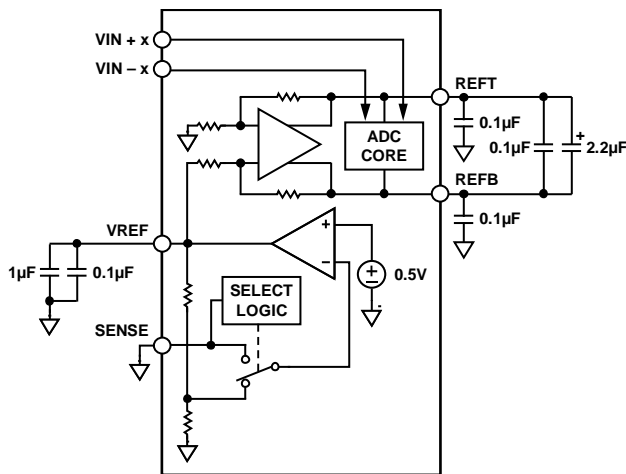 VIN + x
VIN – x
REFT
0.1µF
0.1µF
+
2.2µF
ADC
CORE
REFB
0.1µF
VREF
1µF
0.1µF
+
–
+
–
0.5V
SELECT
LOGIC
SENSE